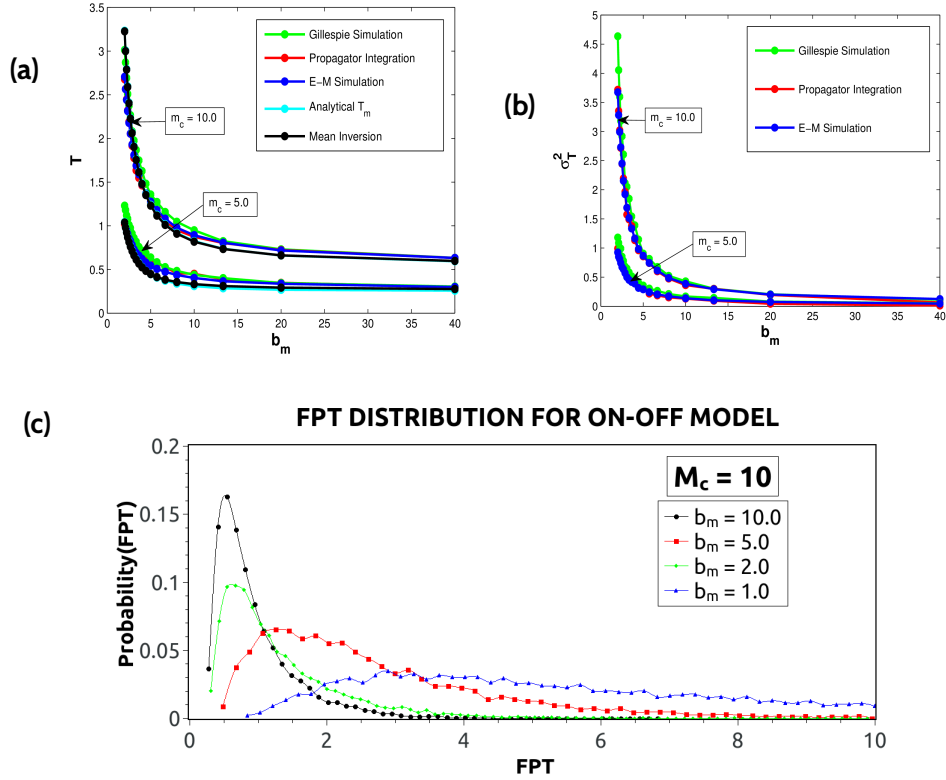 (a)
3.5
3
2.5
2
1.5
1
0.5
0
T
0 5 10 15 20 25 30 35 40
b_m
Gillespie Simulation
Propagator Integration
E−M Simulation
Analytical T_m
Mean Inversion
m_c = 10.0
m_c = 5.0
(b)
5
4.5
4
3.5
3
2.5
2
1.5
1
0.5
0
σ_T^2
0 5 10 15 20 25 30 35 40
b_m
Gillespie Simulation
Propagator Integration
E−M Simulation
m_c = 10.0
m_c = 5.0
(c)
FPT DISTRIBUTION FOR ON-OFF MODEL
0.2
0.15
0.1
0.05
0
Probability(FPT)
M_c = 10
b_m = 10.0
b_m = 5.0
b_m = 2.0
b_m = 1.0
0 2 4 6 8 10
FPT